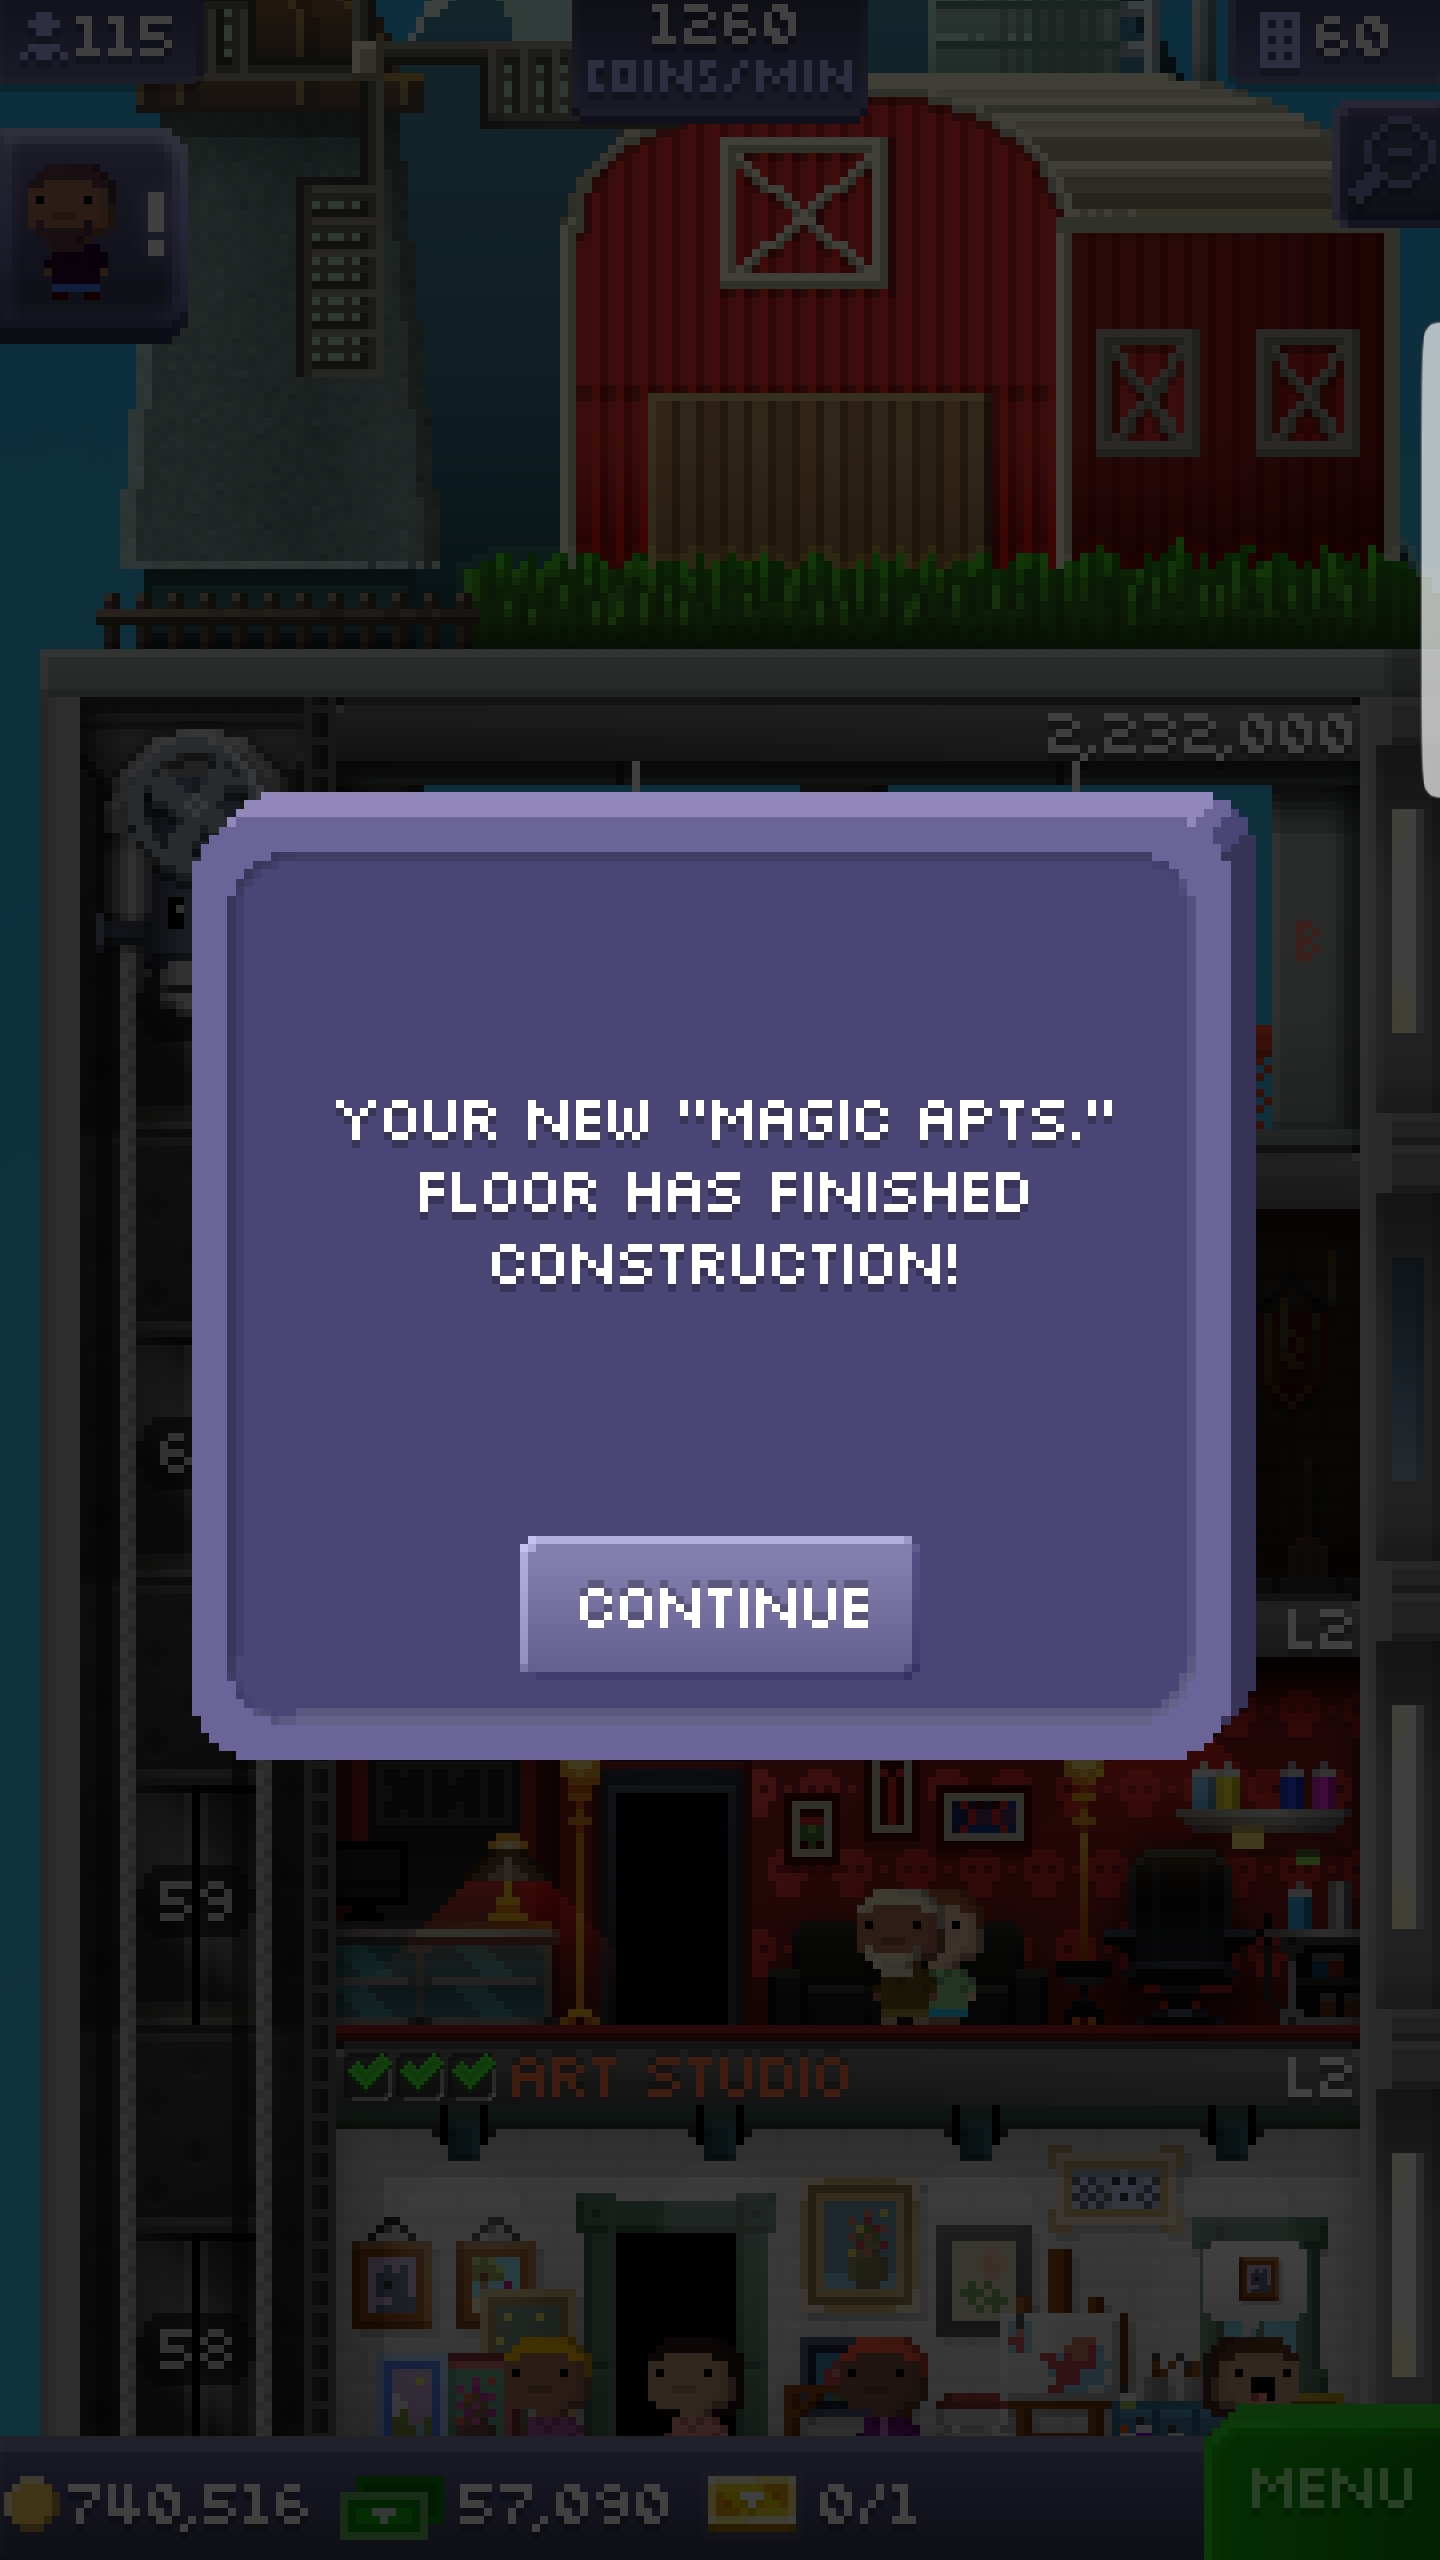 115
1260
COINS/MIN
60
2,232,000
B
YOUR NEW "MAGIC APTS."
FLOOR HAS FINISHED
CONSTRUCTION!
6
CONTINUE
L2
59
ART STUDIO
L2
58
740,516
57,090
0/1
MENU